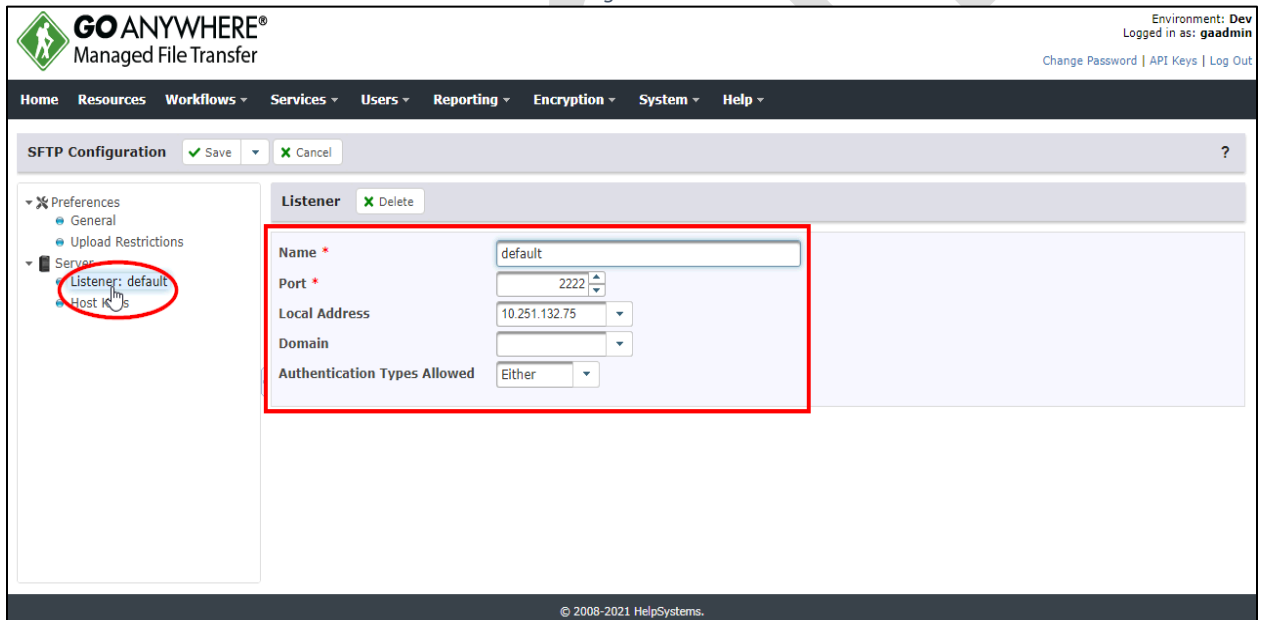 GO ANYWHERE®
Managed File Transfer
Environment: Dev
Logged in as: gaadmin
Change Password | API Keys | Log Out
Home Resources Workflows Services Users Reporting Encryption System Help
SFTP Configuration Save Cancel ?
Preferences
General
Upload Restrictions
Server
Listener: default
Host Keys
Listener Delete
Name * default
Port * 2222
Local Address 10.251.132.75
Domain
Authentication Types Allowed Either
© 2008-2021 HelpSystems.